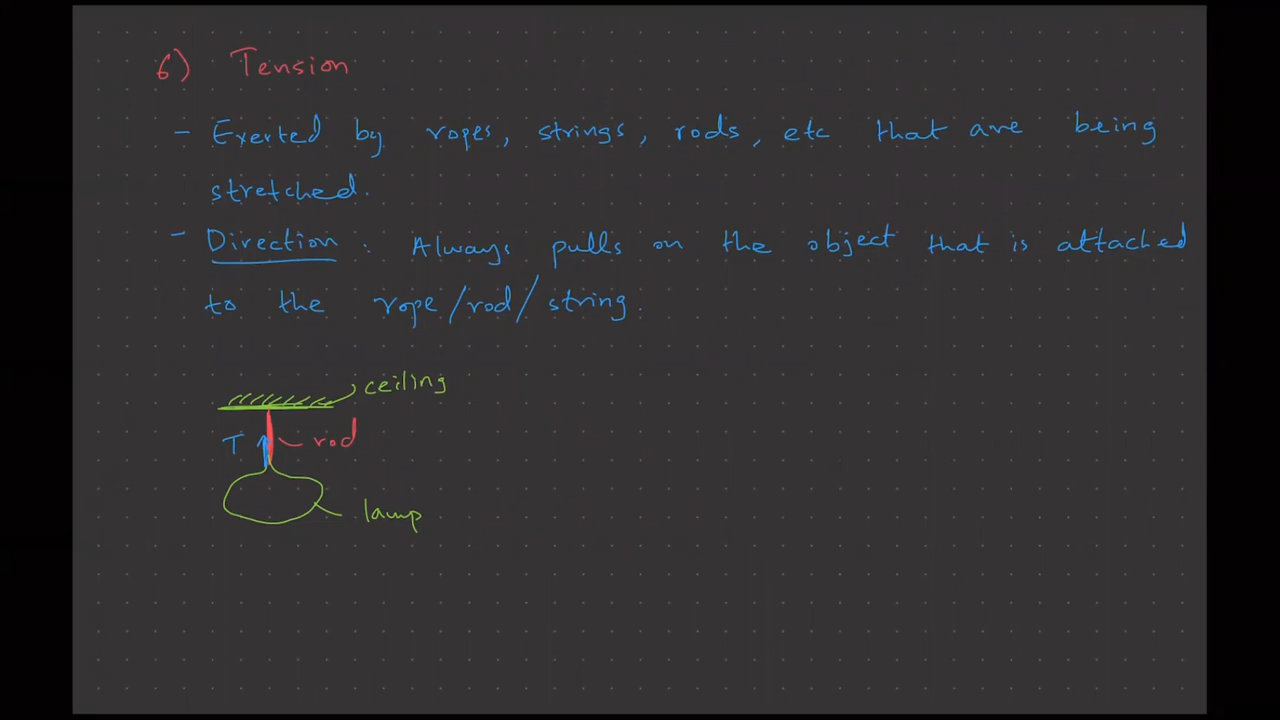 6) Tension
- Exerted by ropes, strings, rods, etc that are being
stretched.
- Direction : Always pulls on the object that is attached
to the rope/rod/string.
ceiling
T
rod
lamp